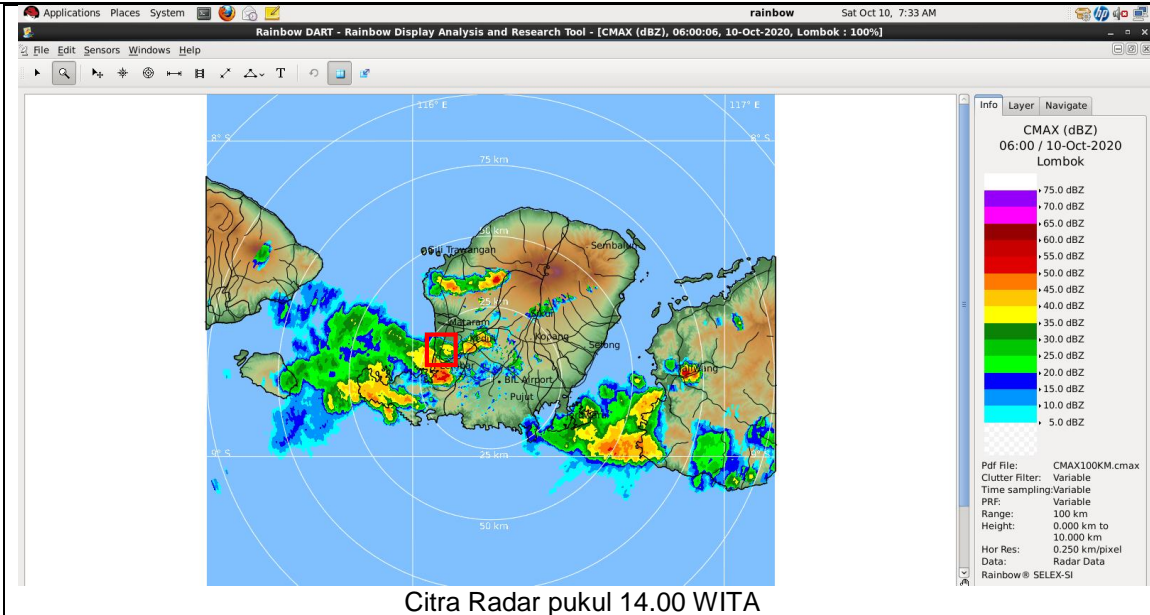 Applications Places System rainbow Sat Oct 10, 7:33 AM
Rainbow DART - Rainbow Display Analysis and Research Tool - [CMAX (dBZ), 06:00:06, 10-Oct-2020, Lombok : 100%]
File Edit Sensors Windows Help
T
Info Layer Navigate
CMAX (dBZ)
06:00 / 10-Oct-2020
Lombok
75.0 dBZ
70.0 dBZ
65.0 dBZ
60.0 dBZ
55.0 dBZ
50.0 dBZ
45.0 dBZ
40.0 dBZ
35.0 dBZ
30.0 dBZ
25.0 dBZ
20.0 dBZ
15.0 dBZ
10.0 dBZ
5.0 dBZ
Pdf File: CMAX100KM.cmax
Clutter Filter: Variable
Time sampling:Variable
PRF: Variable
Range: 100 km
Height: 0.000 km to
10.000 km
Hor Res: 0.250 km/pixel
Data: Radar Data
Rainbow® SELEX-SI
116° E
117° E
8° S
8° S
75 km
Sembalun
Gili Trawangan
25 km
Mataram
Kopang
Selong
BIL Airport
Pujut
9° S
25 km
9° S
50 km
Citra Radar pukul 14.00 WITA